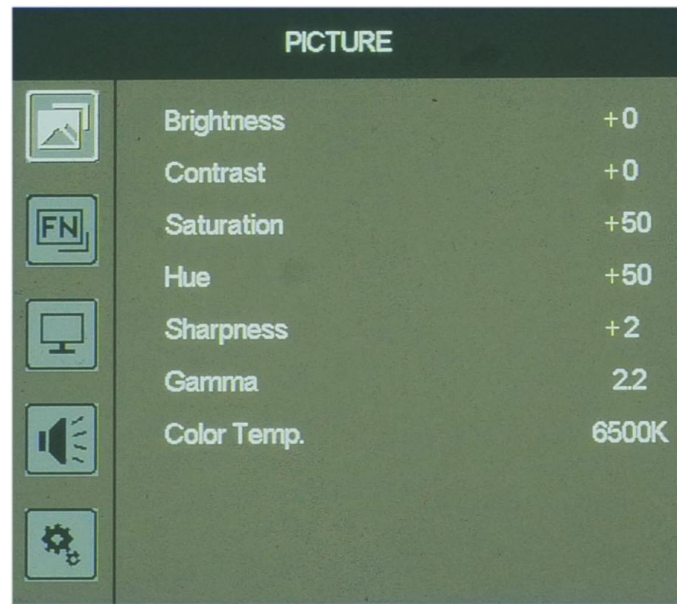 PICTURE
Brightness +0
Contrast +0
FN
Saturation +50
Hue +50
Sharpness +2
Gamma 2.2
Color Temp. 6500K